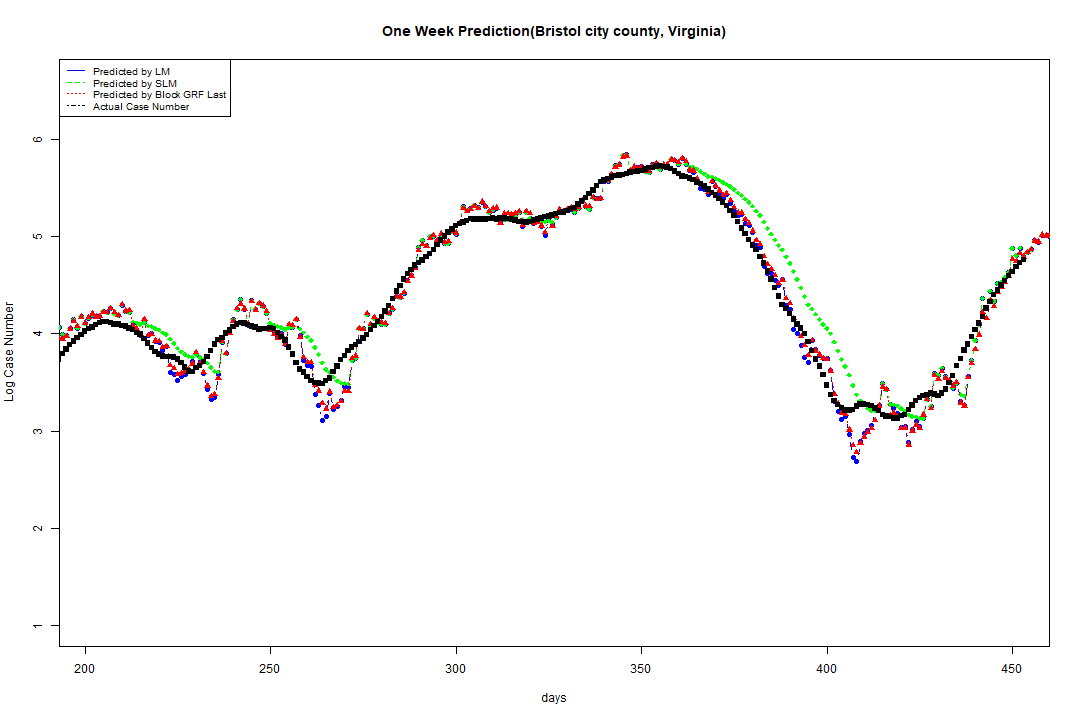 One Week Prediction(Bristol city county, Virginia)
Predicted by LM
Predicted by SLM
Predicted by Block GRF Last
Actual Case Number
6
5
4
3
2
1
Log Case Number
200 250 300 350 400 450
days